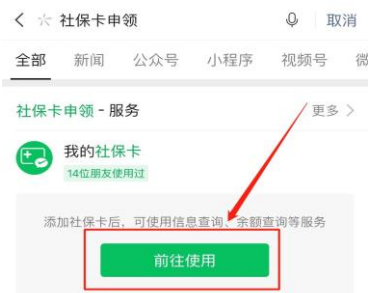 社保卡申领 取消
全部 新闻 公众号 小程序 视频号
社保卡申领 - 服务 更多
我的社保卡
14位朋友使用过
添加社保卡后，可使用信息查询、余额查询等服务
前往使用